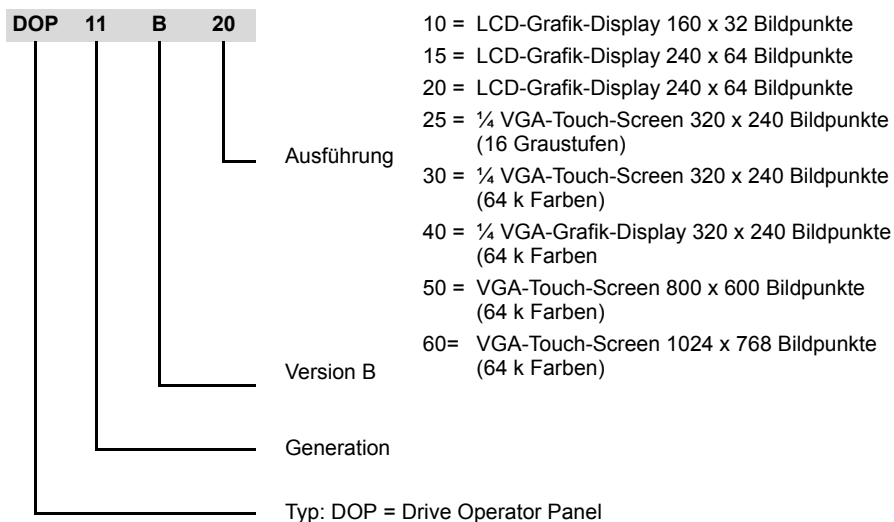 DOP 11 B 20
10 = LCD-Grafik-Display 160 x 32 Bildpunkte
15 = LCD-Grafik-Display 240 x 64 Bildpunkte
20 = LCD-Grafik-Display 240 x 64 Bildpunkte
25 = ¼ VGA-Touch-Screen 320 x 240 Bildpunkte
(16 Graustufen)
Ausführung
30 = ¼ VGA-Touch-Screen 320 x 240 Bildpunkte
(64 k Farben)
40 = ¼ VGA-Grafik-Display 320 x 240 Bildpunkte
(64 k Farben
50 = VGA-Touch-Screen 800 x 600 Bildpunkte
(64 k Farben)
60= VGA-Touch-Screen 1024 x 768 Bildpunkte
(64 k Farben)
Version B
Generation
Typ: DOP = Drive Operator Panel